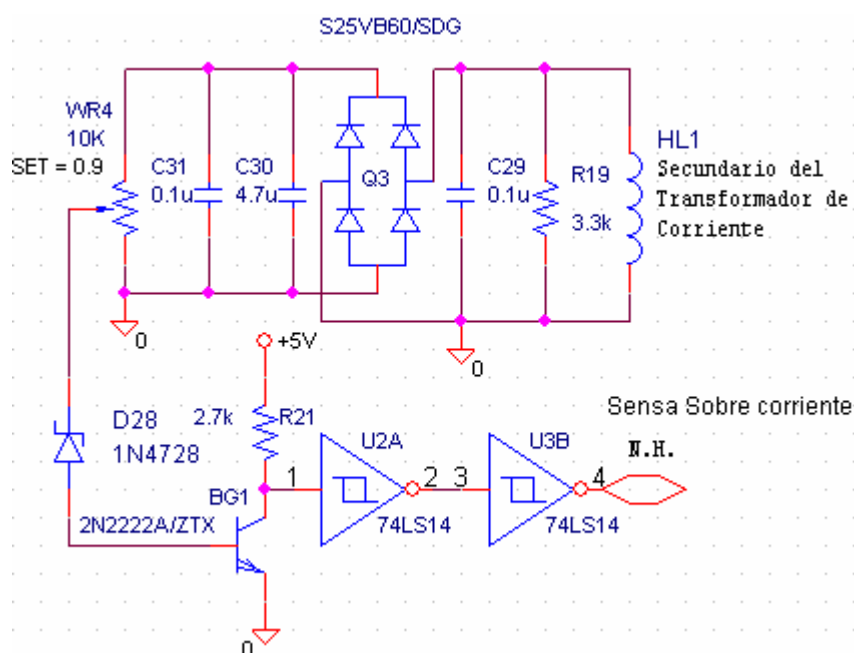 S25VB60/SDG
WR4
10K
SET = 0.9
C31
0.1u
C30
4.7u
Q3
C29
0.1u
R19
3.3k
HL1
Secundario del
Transformador de
Corriente
0
0
+5V
D28
1N4728
2.7k
R21
BG1
2N2222A/ZTX
1
U2A
2
74LS14
3
U3B
4
74LS14
Sensa Sobre corriente
N.H.
0